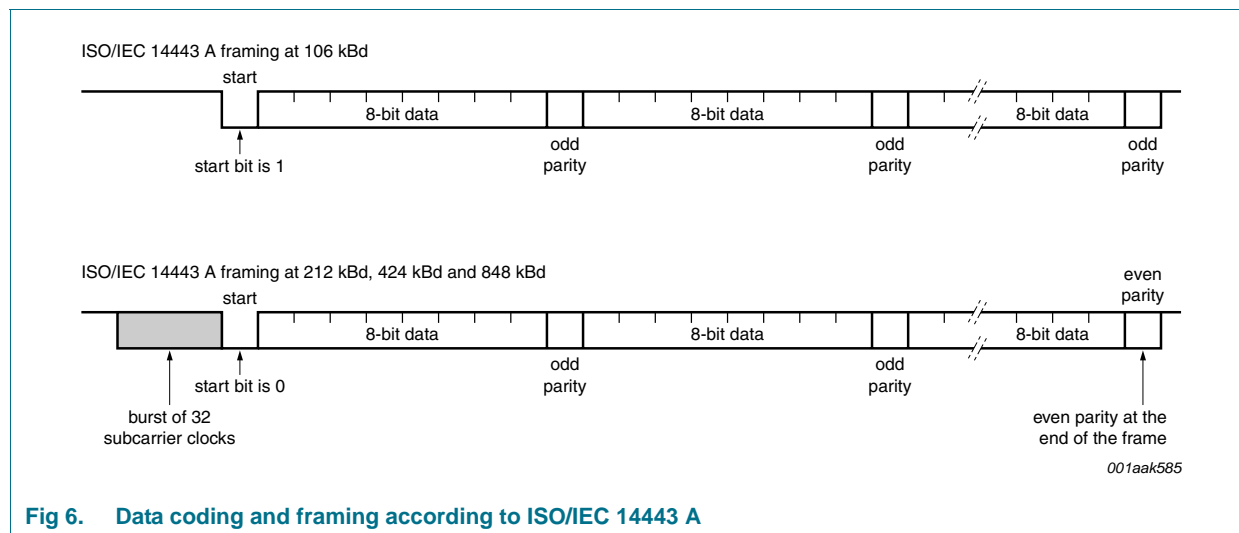 ISO/IEC 14443 A framing at 106 kBd
start
8-bit data
8-bit data
8-bit data
start bit is 1
odd
parity
odd
parity
odd
parity
ISO/IEC 14443 A framing at 212 kBd, 424 kBd and 848 kBd
even
parity
start
8-bit data
8-bit data
8-bit data
start bit is 0
odd
parity
odd
parity
burst of 32
subcarrier clocks
even parity at the
end of the frame
001aak585
Fig 6. Data coding and framing according to ISO/IEC 14443 A